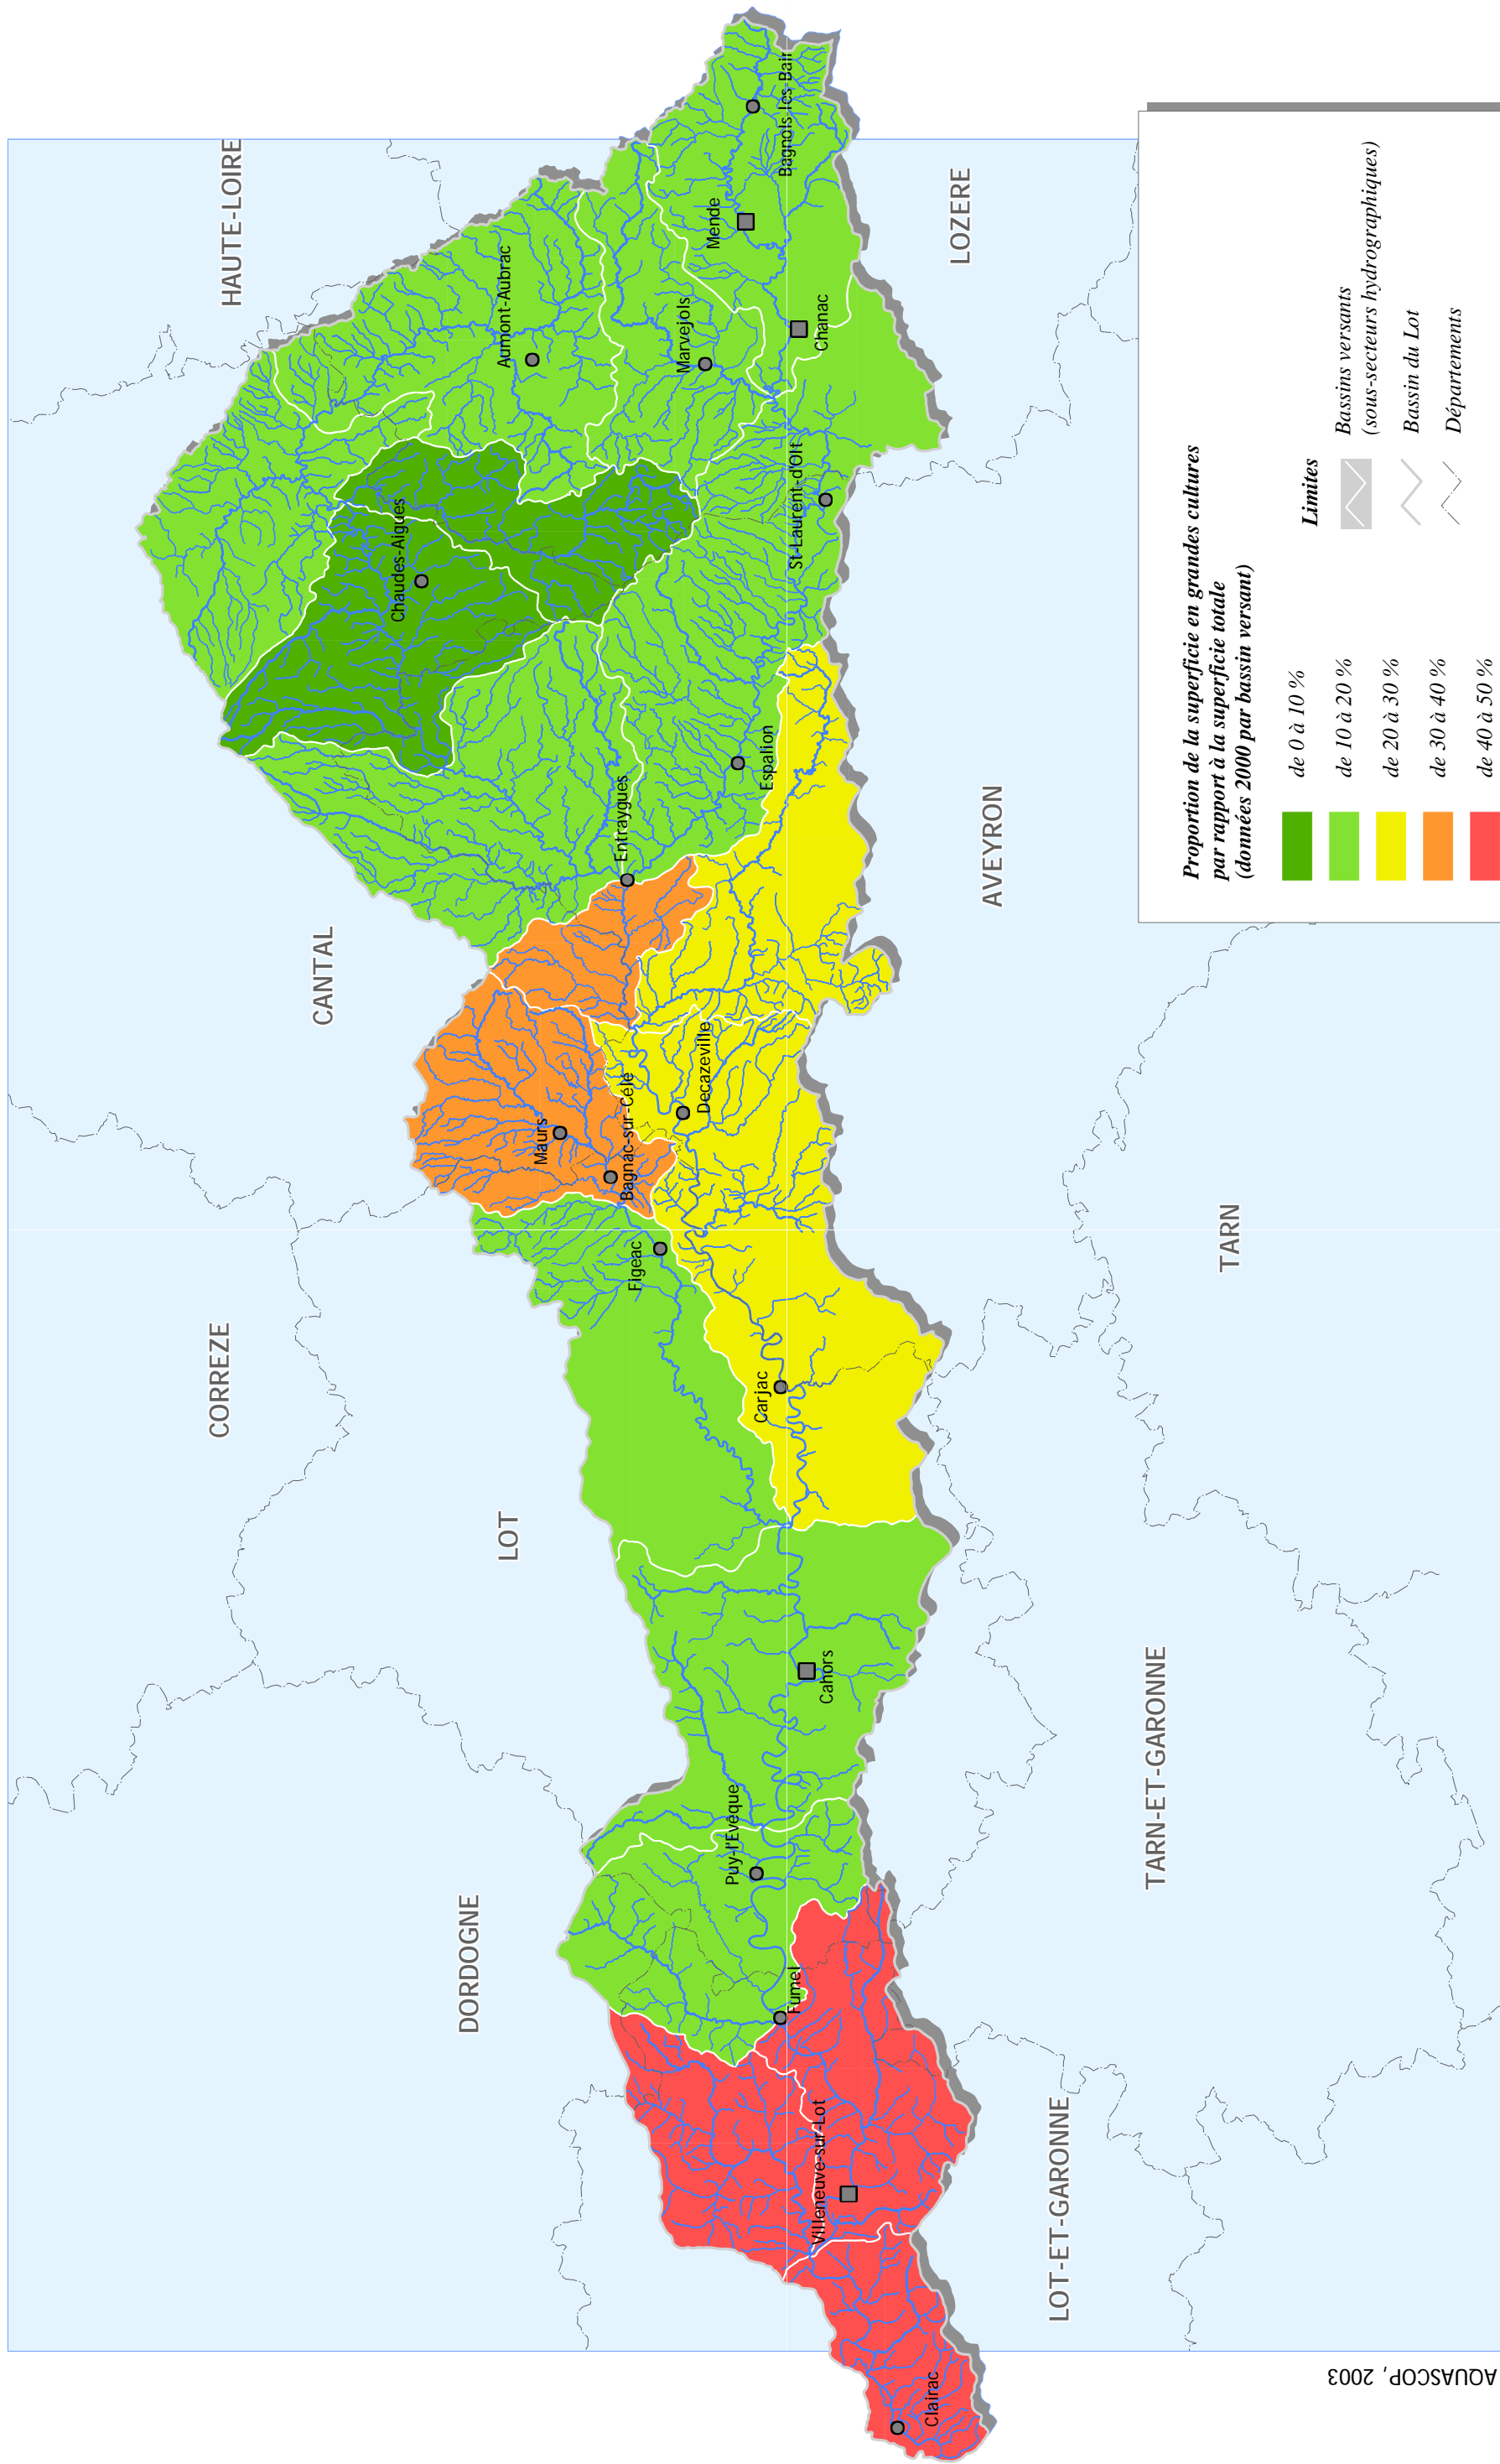 HAUTE-LOIRE
CANTAL
CORREZE
LOT
DORDOGNE
LOZERE
AVEYRON
TARN
TARN-ET-GARONNE
LOT-ET-GARONNE
Bagnols-les-Bain
Mende
Chanac
Marvejols
Aumont-Aubrac
St-Laurent-d'Olt
Chaudes-Aigues
Espalion
Entraygues
Decazeville
Maurs
Bagnac-sur-Célé
Figeac
Carjac
Cahors
Puy-l'Evêque
Fumel
Villeneuve-sur-Lot
Clairac
Proportion de la superficie en grandes cultures
par rapport à la superficie totale
(données 2000 par bassin versant)
de 0 à 10 %
de 10 à 20 %
de 20 à 30 %
de 30 à 40 %
de 40 à 50 %
Limites
Bassins versants
(sous-secteurs hydrographiques)
Bassin du Lot
Départements
AQUASCOP, 2003